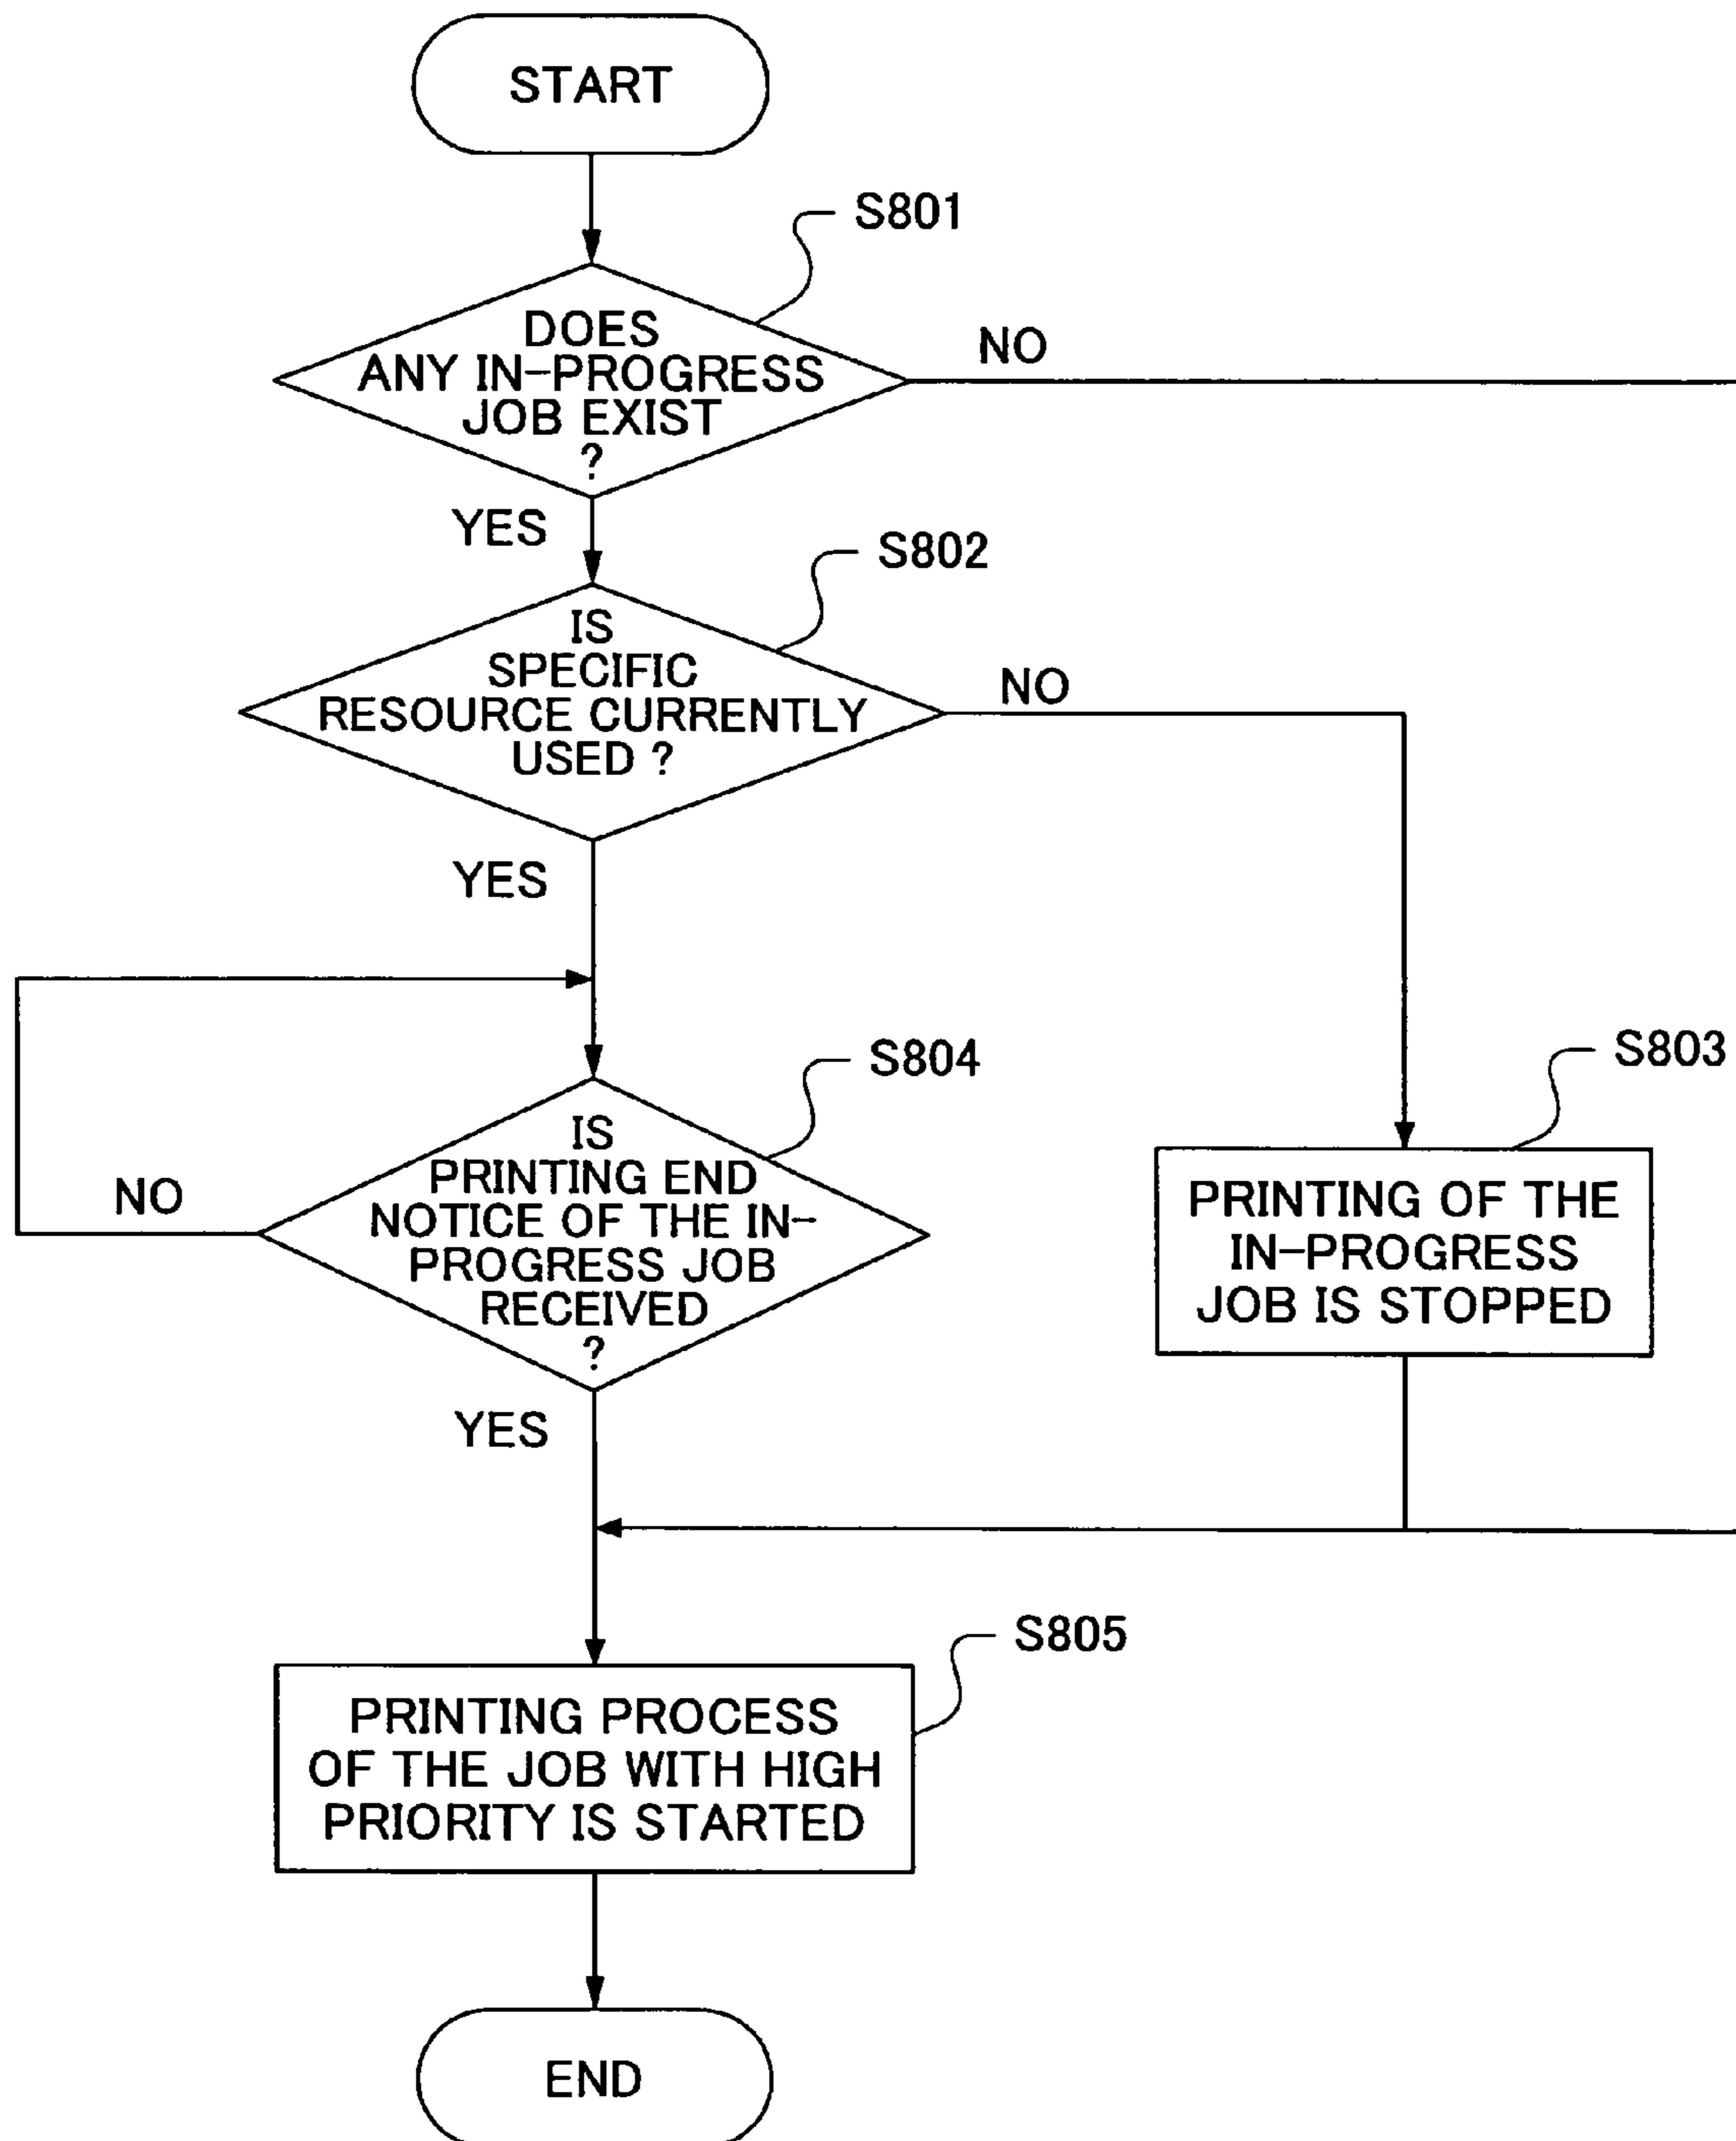 START
S801
DOES
ANY IN-PROGRESS
JOB EXIST
?
NO
YES
S802
IS
SPECIFIC
RESOURCE CURRENTLY
USED ?
NO
YES
S804
IS
PRINTING END
NOTICE OF THE IN-
PROGRESS JOB
RECEIVED
?
NO
YES
S803
PRINTING OF THE
IN-PROGRESS
JOB IS STOPPED
S805
PRINTING PROCESS
OF THE JOB WITH HIGH
PRIORITY IS STARTED
END